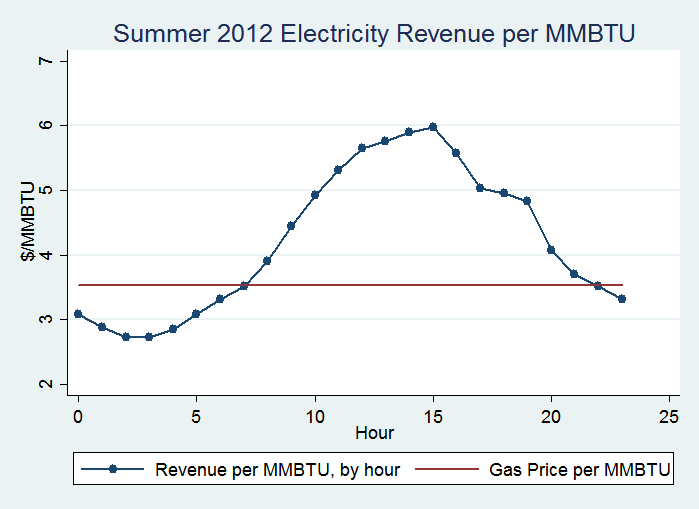 Summer 2012 Electricity Revenue per MMBTU
$/MMBTU
7
6
5
4
3
2
0 5 10 15 20 25
Hour
Revenue per MMBTU, by hour Gas Price per MMBTU